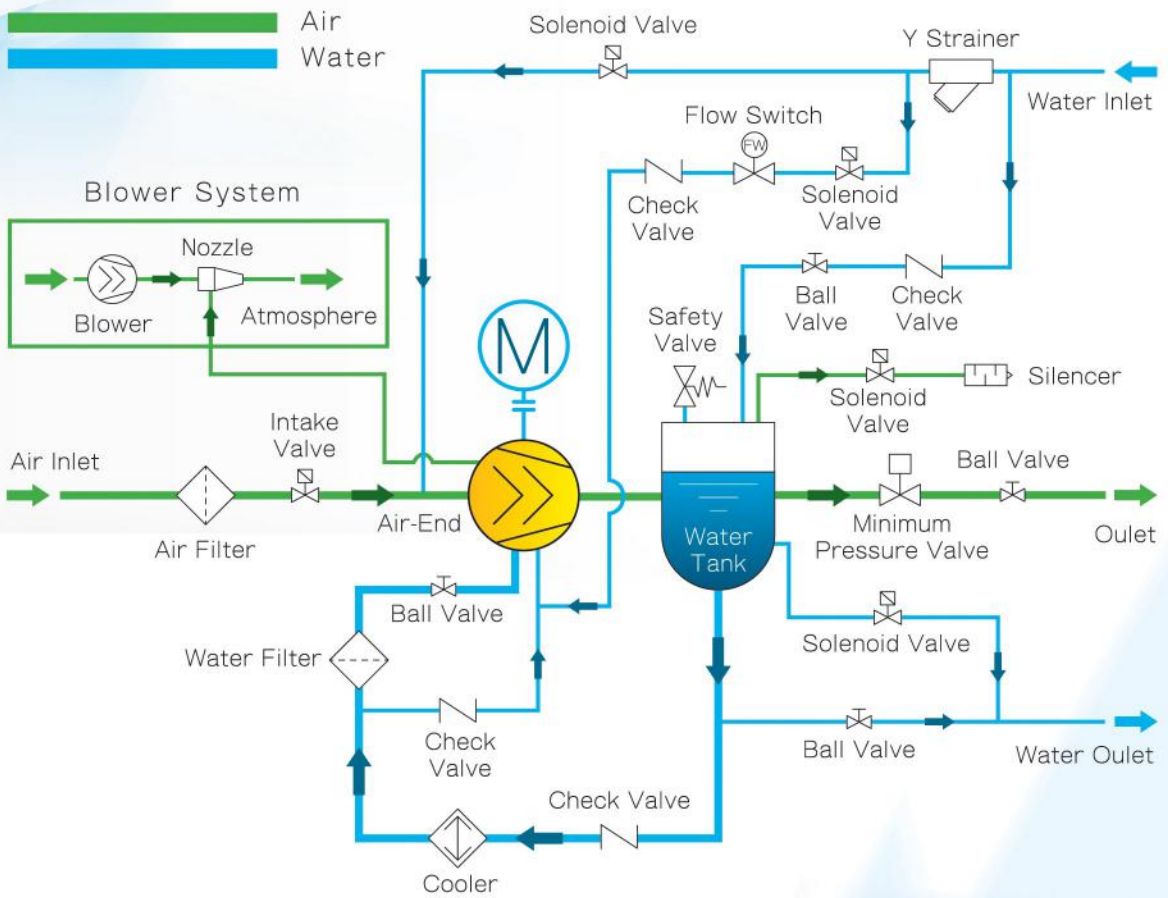 Air
Water
Solenoid Valve
Y Strainer
Water Inlet
Flow Switch
FW
Check
Valve
Solenoid
Valve
Blower System
Nozzle
Blower
Atmosphere
Ball
Valve
Check
Valve
Safety
Valve
M
Solenoid
Valve
Silencer
Intake
Valve
Air Inlet
Air Filter
Air-End
Water
Tank
Ball Valve
Minimum
Pressure Valve
Oulet
Ball Valve
Solenoid Valve
Water Filter
Check
Valve
Ball Valve
Water Oulet
Check Valve
Cooler